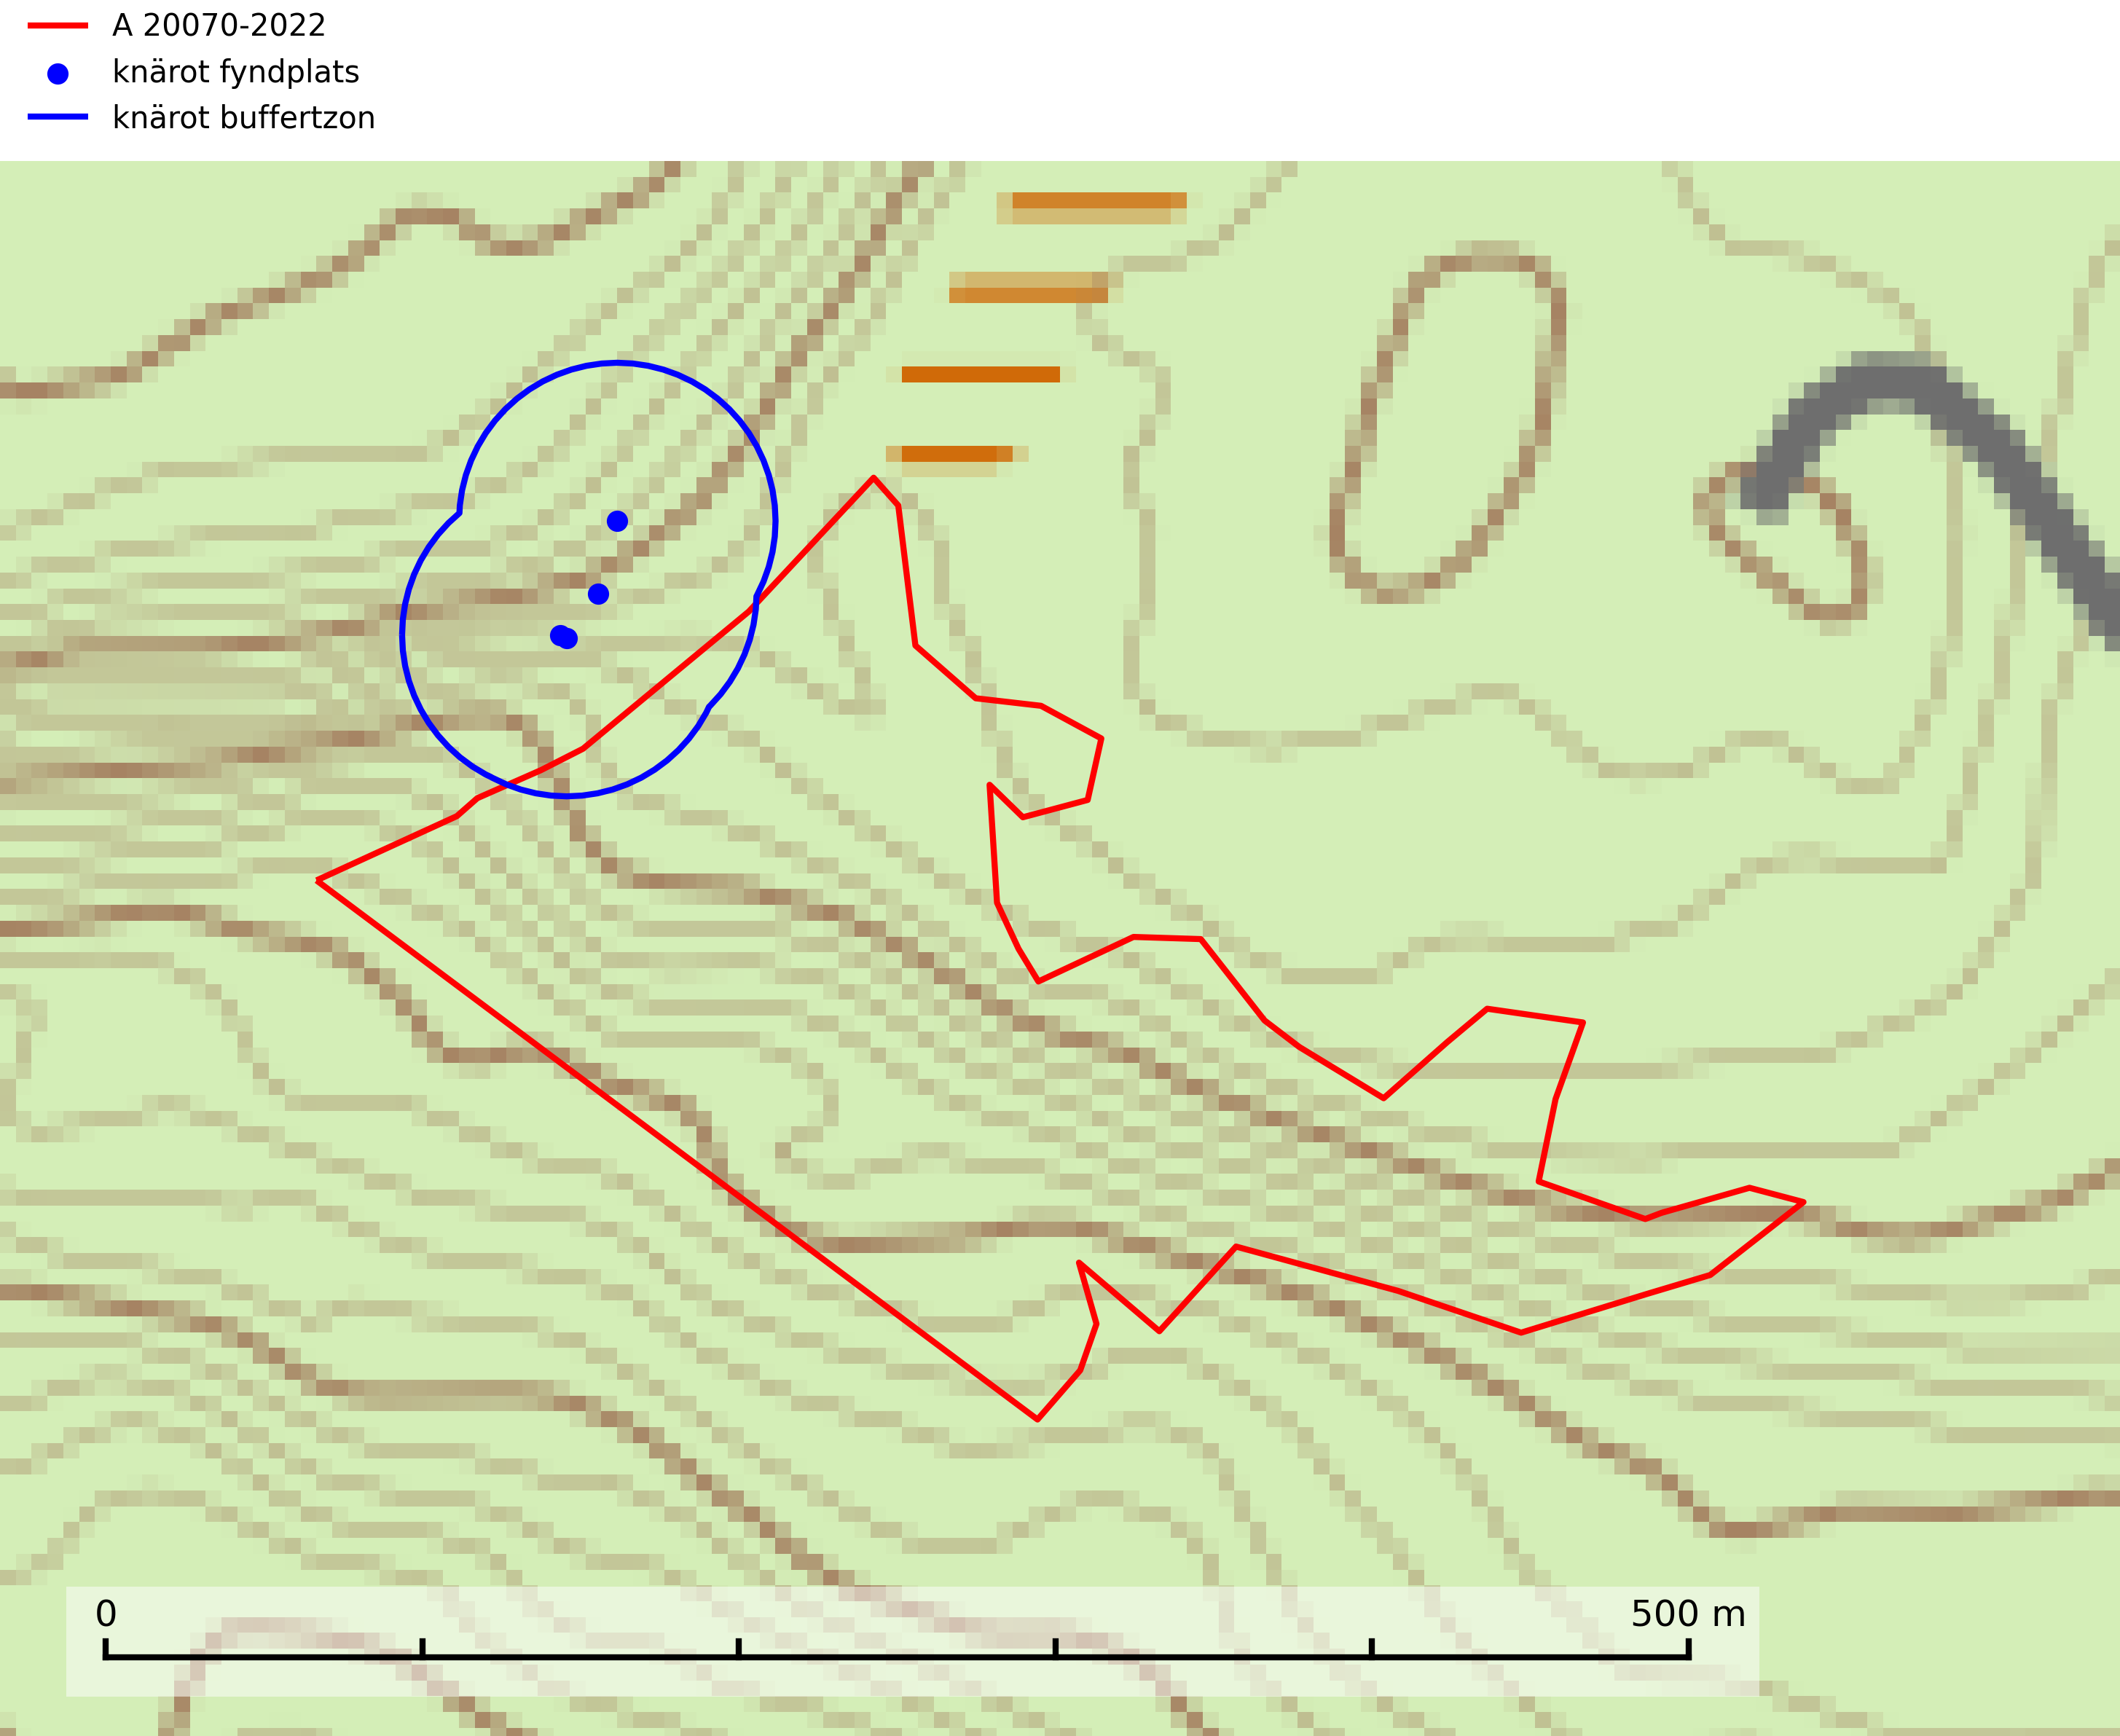 A 20070-2022
knärot fyndplats
knärot buffertzon
0
500 m